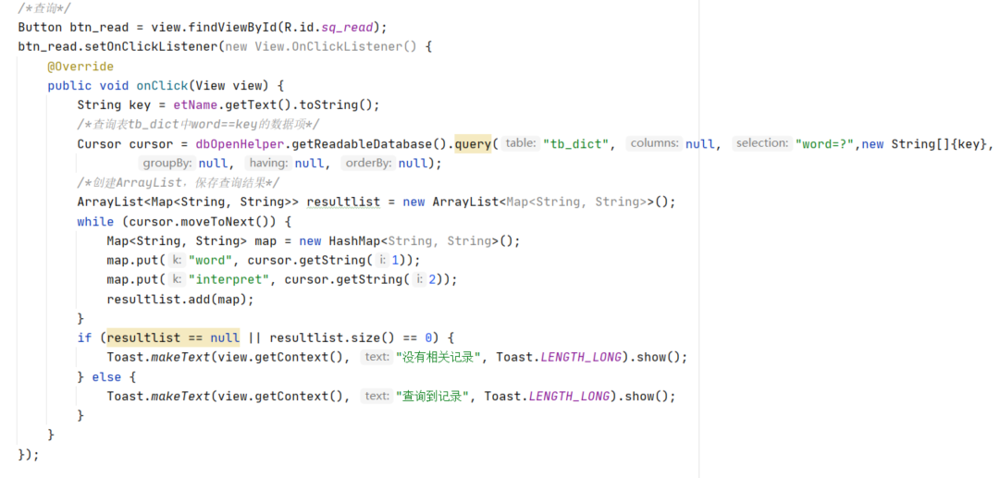 /*查询*/
Button btn_read = view.findViewById(R.id.sq_read);
btn_read.setOnClickListener(new View.OnClickListener() {
@Override
public void onClick(View view) {
String key = etName.getText().toString();
/*查询表tb_dict中word==key的数据项*/
Cursor cursor = dbOpenHelper.getReadableDatabase().query( table: "tb_dict", columns: null, selection: "word=?",new String[]{key},
groupBy: null, having: null, orderBy: null);
/*创建ArrayList，保存查询结果*/
ArrayList<Map<String, String>> resultlist = new ArrayList<Map<String, String>>();
while (cursor.moveToNext()) {
Map<String, String> map = new HashMap<String, String>();
map.put( k: "word", cursor.getString( i: 1));
map.put( k: "interpret", cursor.getString( i: 2));
resultlist.add(map);
}
if (resultlist == null || resultlist.size() == 0) {
Toast.makeText(view.getContext(), text: "没有相关记录", Toast.LENGTH_LONG).show();
} else {
Toast.makeText(view.getContext(), text: "查询到记录", Toast.LENGTH_LONG).show();
}
}
});